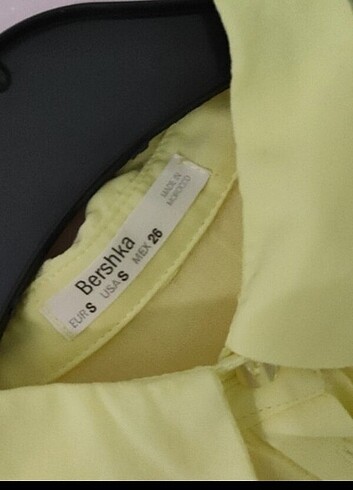 Bershka
EUR S USA S MEX 26
MADE IN
MOROCCO